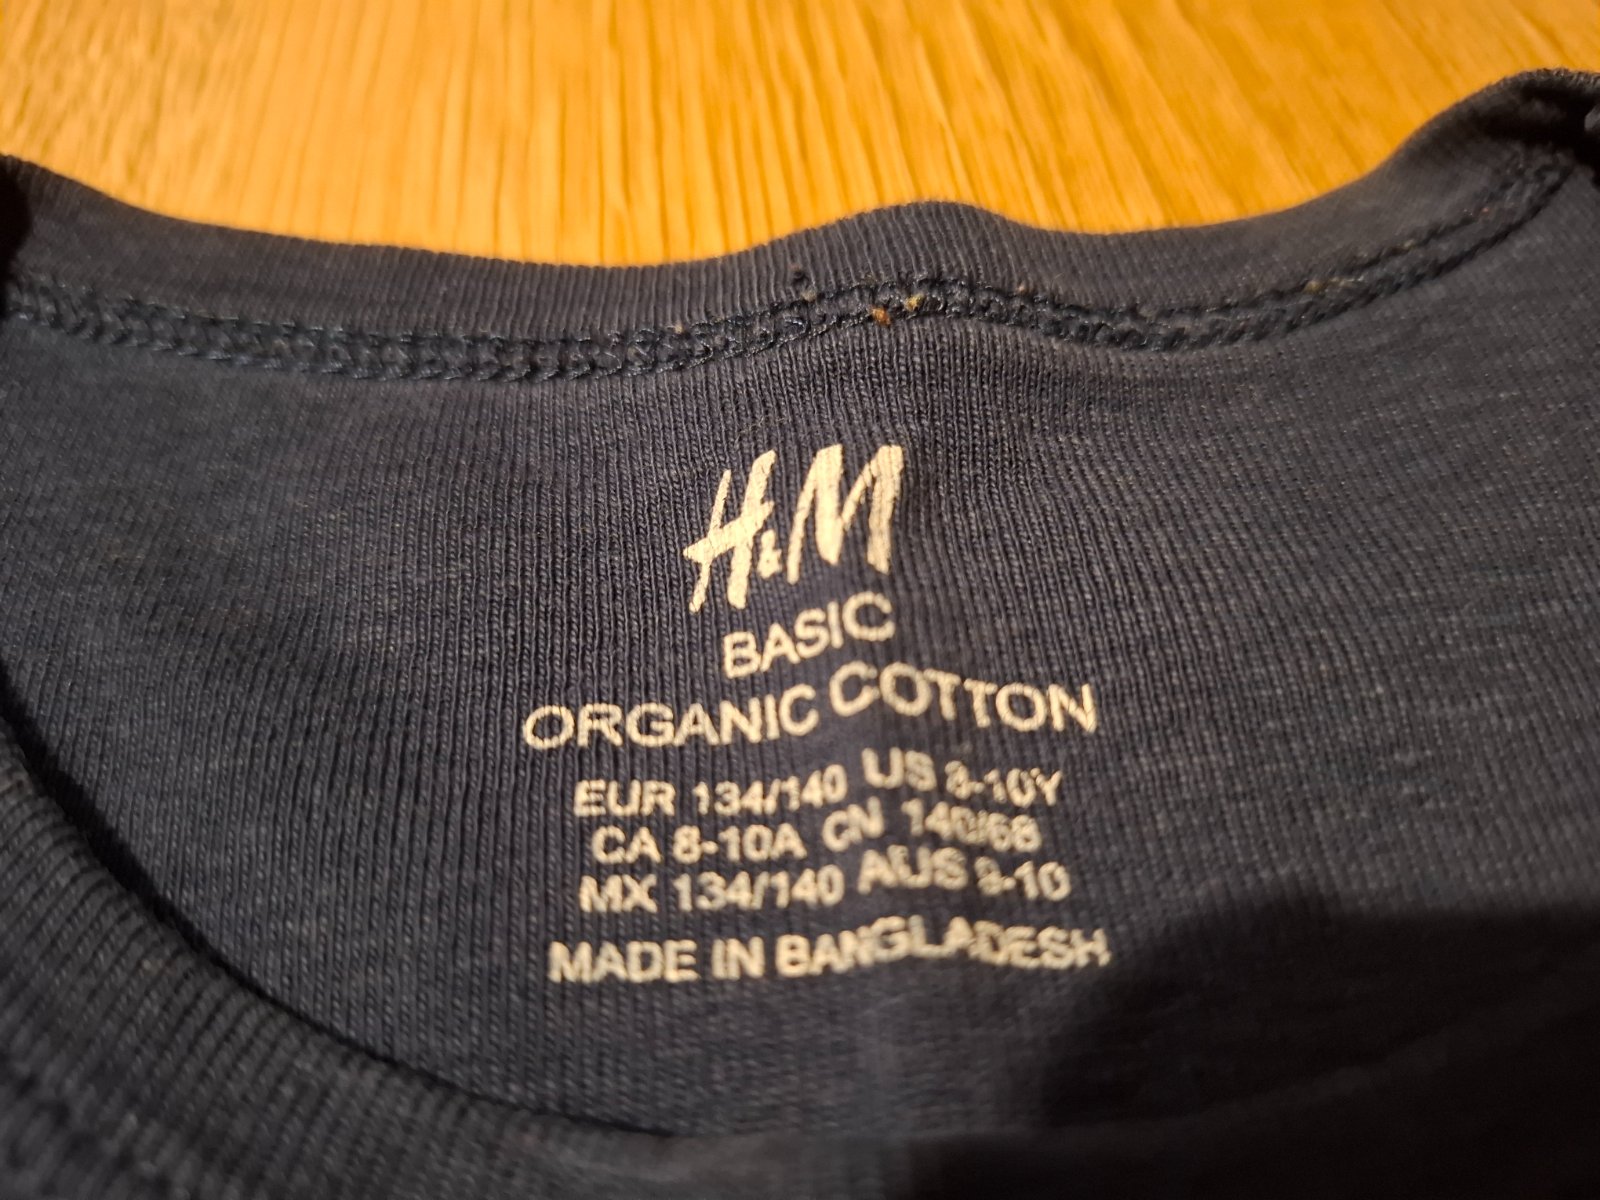 H&M
BASIC
ORGANIC COTTON
EUR 134/140 US 8-10Y
CA 8-10A CN 140/68
MX 134/140 AUS 9-10
MADE IN BANGLADESH